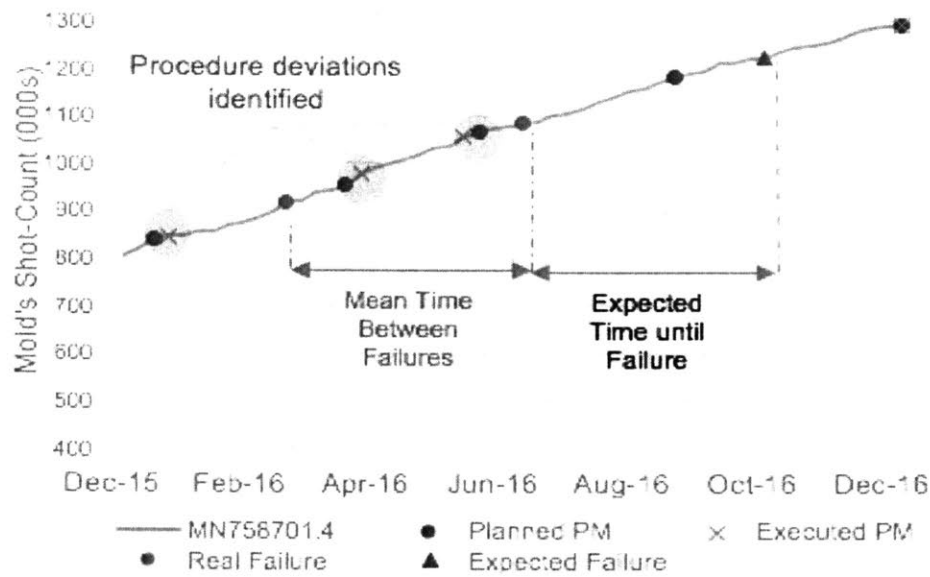 Mold's Shot-Count (000s)
1300
1200
1100
1000
900
800
700
600
500
400
Procedure deviations
identified
Mean Time
Between
Failures
Expected
Time until
Failure
Dec-15 Feb-16 Apr-16 Jun-16 Aug-16 Oct-16 Dec-16
MN758701.4 Planned PM Executed PM
Real Failure Expected Failure